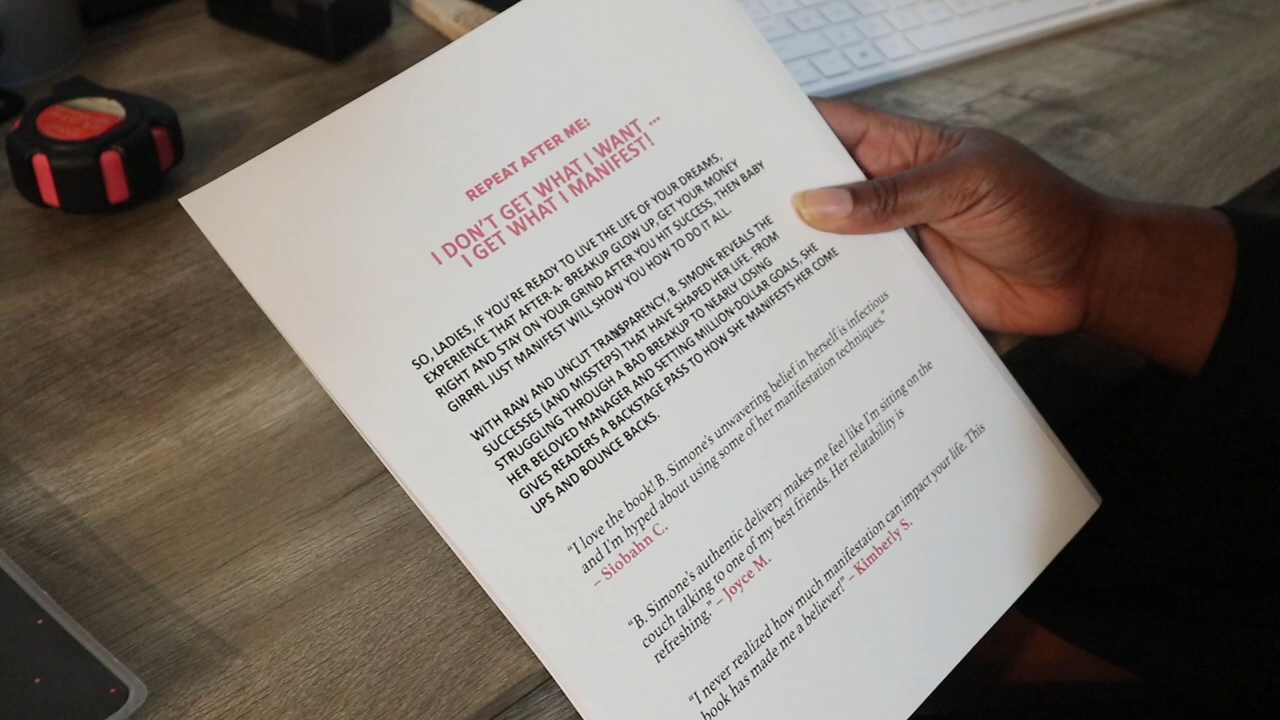 REPEAT AFTER ME:
I DON'T GET WHAT I WANT ...
I GET WHAT I MANIFEST!
SO, LADIES, IF YOU'RE READY TO LIVE THE LIFE OF YOUR DREAMS,
EXPERIENCE THAT AFTER-A- BREAKUP GLOW UP, GET YOUR MONEY
RIGHT AND STAY ON YOUR GRIND AFTER YOU HIT SUCCESS, THEN BABY
GIRRRL JUST MANIFEST WILL SHOW YOU HOW TO DO IT ALL.
WITH RAW AND UNCUT TRANSPARENCY, B. SIMONE REVEALS THE
SUCCESSES (AND MISSTEPS) THAT HAVE SHAPED HER LIFE. FROM
STRUGGLING THROUGH A BAD BREAKUP TO NEARLY LOSING
HER BELOVED MANAGER AND SETTING MILLION-DOLLAR GOALS, SHE
GIVES READERS A BACKSTAGE PASS TO HOW SHE MANIFESTS HER COME
UPS AND BOUNCE BACKS.
"I love the book! B. Simone's unwavering belief in herself is infectious
and I'm hyped about using some of her manifestation techniques."
– Siobahn C.
"B. Simone's authentic delivery makes me feel like I'm sitting on the
couch talking to one of my best friends. Her relatability is
refreshing." – Joyce M.
"I never realized how much manifestation can impact your life. This
book has made me a believer!" – Kimberly S.